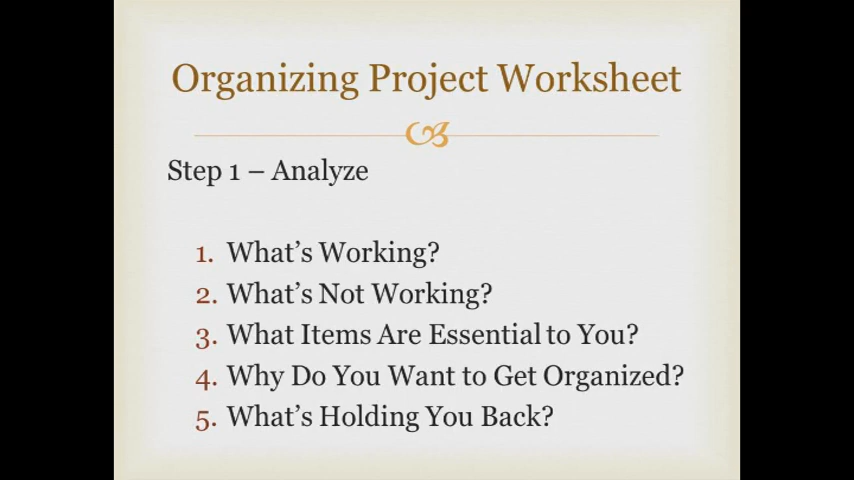 Organizing Project Worksheet
Step 1 – Analyze
1. What’s Working?
2. What’s Not Working?
3. What Items Are Essential to You?
4. Why Do You Want to Get Organized?
5. What’s Holding You Back?